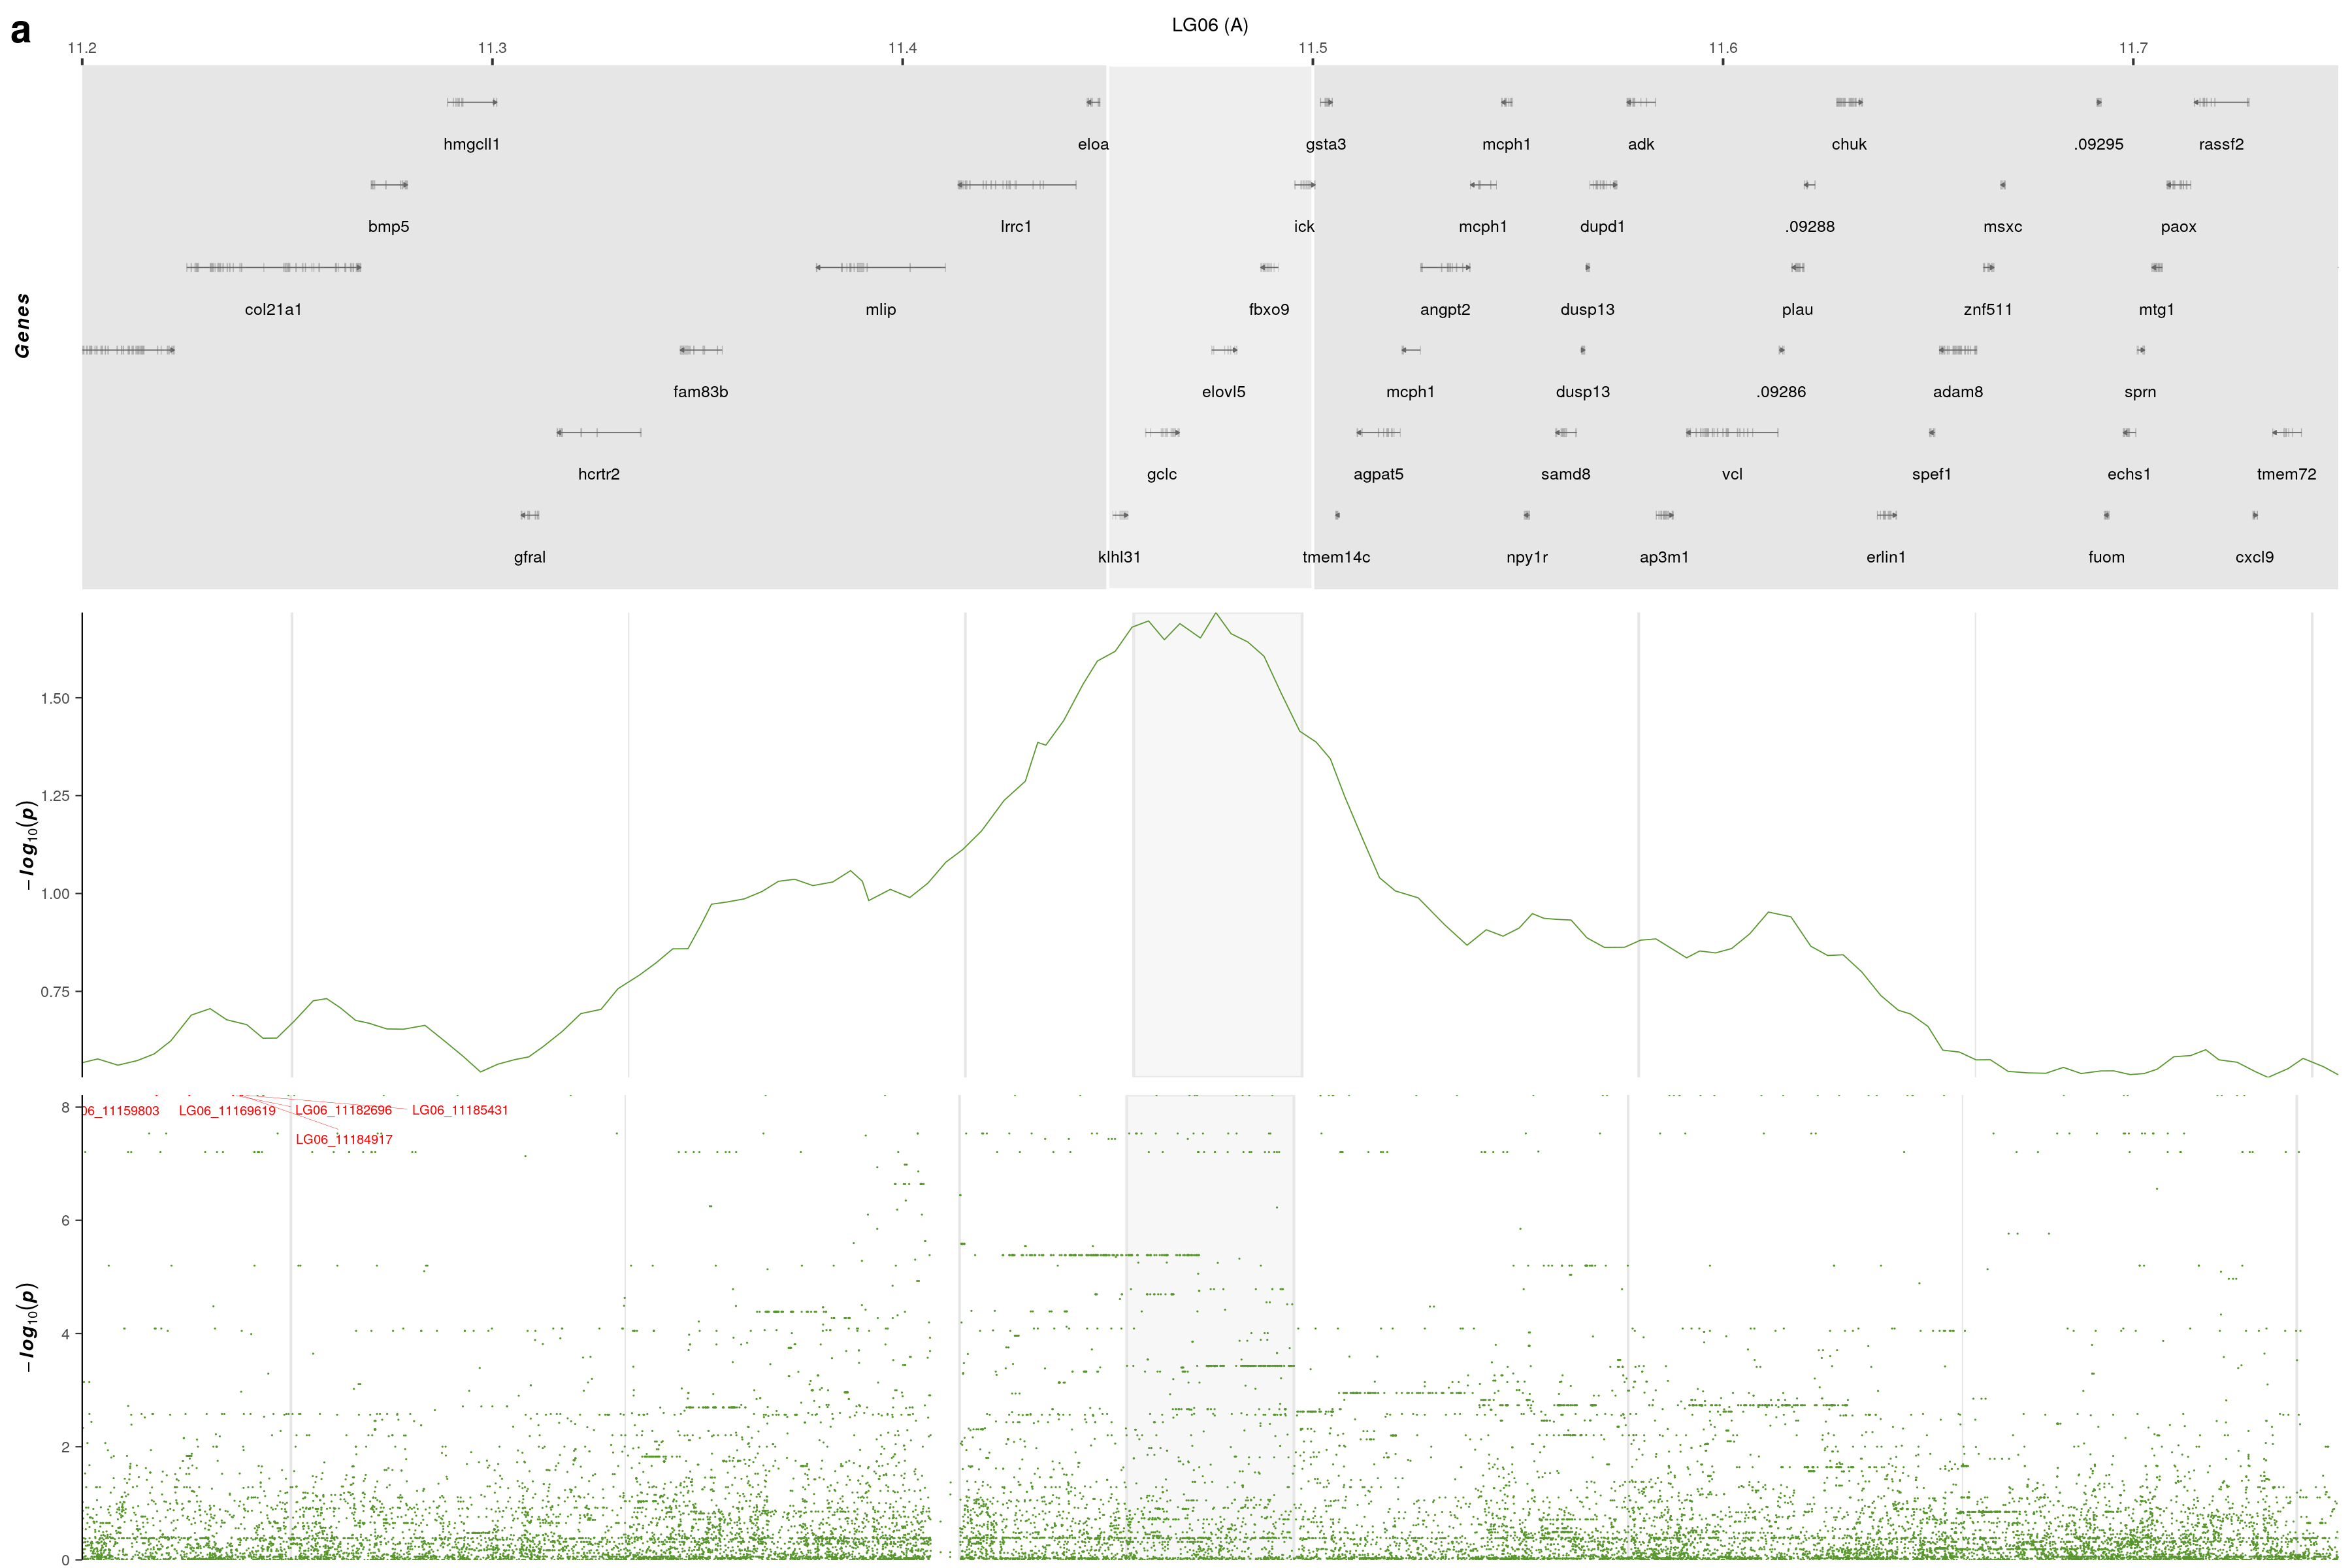 a
LG06 (A)
11.2 11.3 11.4 11.5 11.6 11.7
Genes
hmgcll1 eloa gsta3 mcph1 adk chuk .09295 rassf2
bmp5 lrrc1 ick mcph1 dupd1 .09288 msxc paox
col21a1 mlip fbxo9 angpt2 dusp13 plau znf511 mtg1
fam83b elovl5 mcph1 dusp13 .09286 adam8 sprn
hcrtr2 gclc agpat5 samd8 vcl spef1 echs1 tmem72
gfral klhl31 tmem14c npy1r ap3m1 erlin1 fuom cxcl9
−log10(p)
1.50
1.25
1.00
0.75
−log10(p)
8
06_11159803 LG06_11169619 LG06_11182696 LG06_11185431
LG06_11184917
6
4
2
0